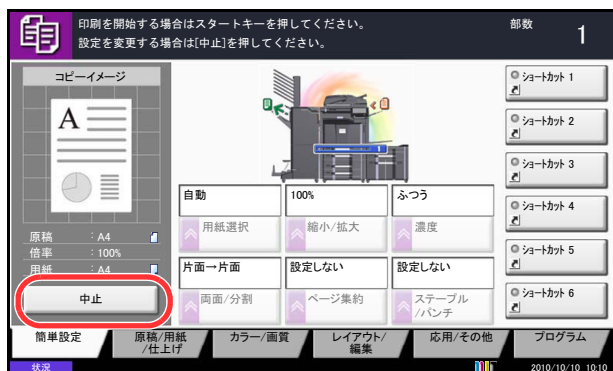 印刷を開始する場合はスタートキーを押してください。
設定を変更する場合は[中止]を押してください。
部数
1
コピーイメージ
A
原稿 : A4
倍率 : 100%
用紙 : A4
中止
自動
用紙選択
100%
縮小/拡大
ふつう
濃度
片面→片面
両面/分割
設定しない
ページ集約
設定しない
ステープル
/パンチ
ショートカット 1
ショートカット 2
ショートカット 3
ショートカット 4
ショートカット 5
ショートカット 6
簡単設定
原稿/用紙
/仕上げ
カラー/画質
レイアウト/
編集
応用/その他
プログラム
状況
2010/10/10 10:10